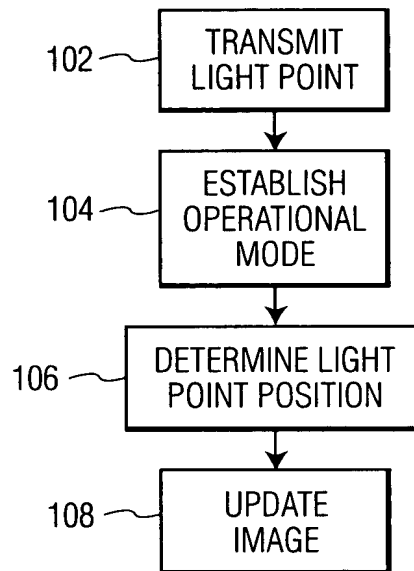 102
TRANSMIT
LIGHT POINT
104
ESTABLISH
OPERATIONAL
MODE
106
DETERMINE LIGHT
POINT POSITION
108
UPDATE
IMAGE